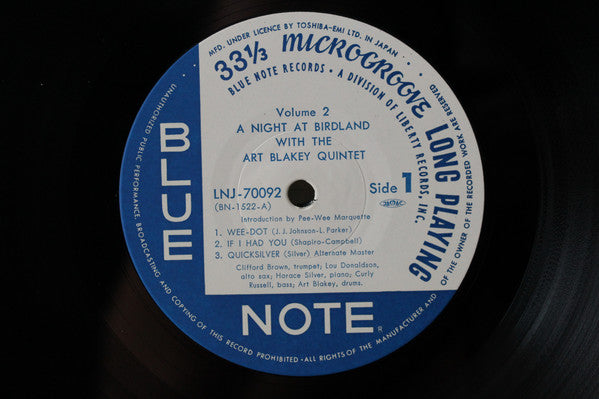 MFD. UNDER LICENCE BY TOSHIBA-EMI LTD. IN JAPAN
33 1/3 MICROGROOVE LONG PLAYING
BLUE NOTE RECORDS • A DIVISION OF LIBERTY RECORDS, INC.
Volume 2
A NIGHT AT BIRDLAND
WITH THE
ART BLAKEY QUINTET
LNJ-70092
(BN-1522-A)
Side 1
Introduction by Pee-Wee Marquette
1. WEE-DOT (J.J.Johnson-L.Parker)
2. IF I HAD YOU (Shapiro-Campbell)
3. QUICKSILVER (Silver) Alternate Master
Clifford Brown, trumpet; Lou Donaldson,
alto sax; Horace Silver, piano; Curly
Russell, bass; Art Blakey, drums.
BLUE
NOTE R
UNAUTHORIZED PUBLIC PERFORMANCE, BROADCASTING AND COPYING OF THIS RECORD PROHIBITED • ALL RIGHTS OF THE MANUFACTURER AND OF THE OWNER OF THE RECORDED WORK ARE RESERVED